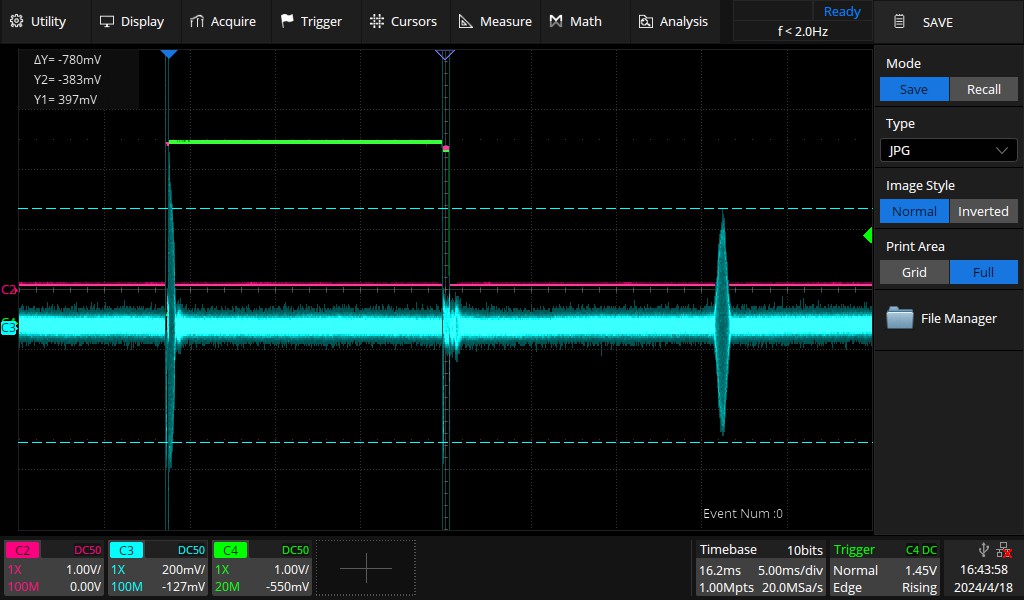 Utility Display Acquire Trigger Cursors Measure Math Analysis
Ready
f < 2.0Hz
SAVE
ΔY= -780mV
Y2= -383mV
Y1= 397mV
Mode
Save Recall
Type
JPG
Image Style
Normal Inverted
Print Area
Grid Full
File Manager
C2
C3
Event Num :0
C2 DC50
1X 1.00V/
100M 0.00V
C3 DC50
1X 200mV/
100M -127mV
C4 DC50
1X 1.00V/
20M -550mV
Timebase 10bits
16.2ms 5.00ms/div
1.00Mpts 20.0MSa/s
Trigger C4 DC
Normal 1.45V
Edge Rising
16:43:58
2024/4/18